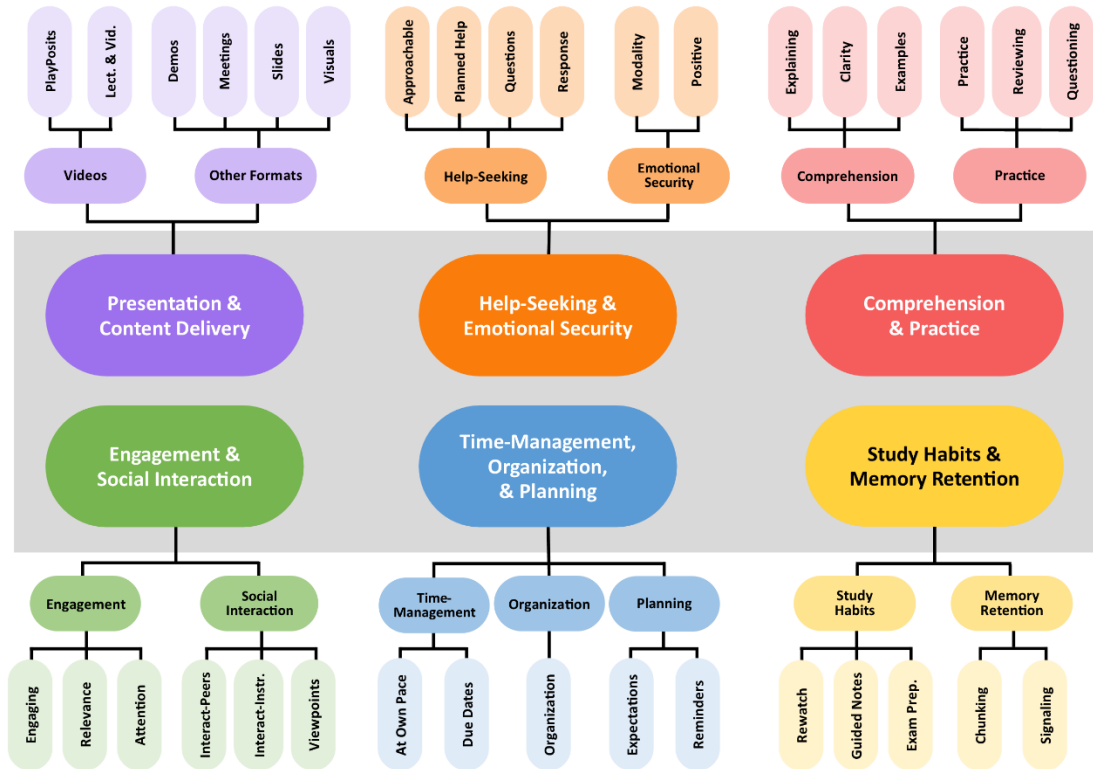 PlayPosits
Lect. & Vid.
Demos
Meetings
Slides
Visuals
Approachable
Planned Help
Questions
Response
Modality
Positive
Explaining
Clarity
Examples
Practice
Reviewing
Questioning
Videos
Other Formats
Help-Seeking
Emotional
Security
Comprehension
Practice
Presentation &
Content Delivery
Help-Seeking &
Emotional Security
Comprehension
& Practice
Engagement &
Social Interaction
Time-Management,
Organization,
& Planning
Study Habits &
Memory Retention
Engagement
Social
Interaction
Time-
Management
Organization
Planning
Study
Habits
Memory
Retention
Engaging
Relevance
Attention
Interact-Peers
Interact-Instr.
Viewpoints
At Own Pace
Due Dates
Organization
Expectations
Reminders
Rewatch
Guided Notes
Exam Prep.
Chunking
Signaling